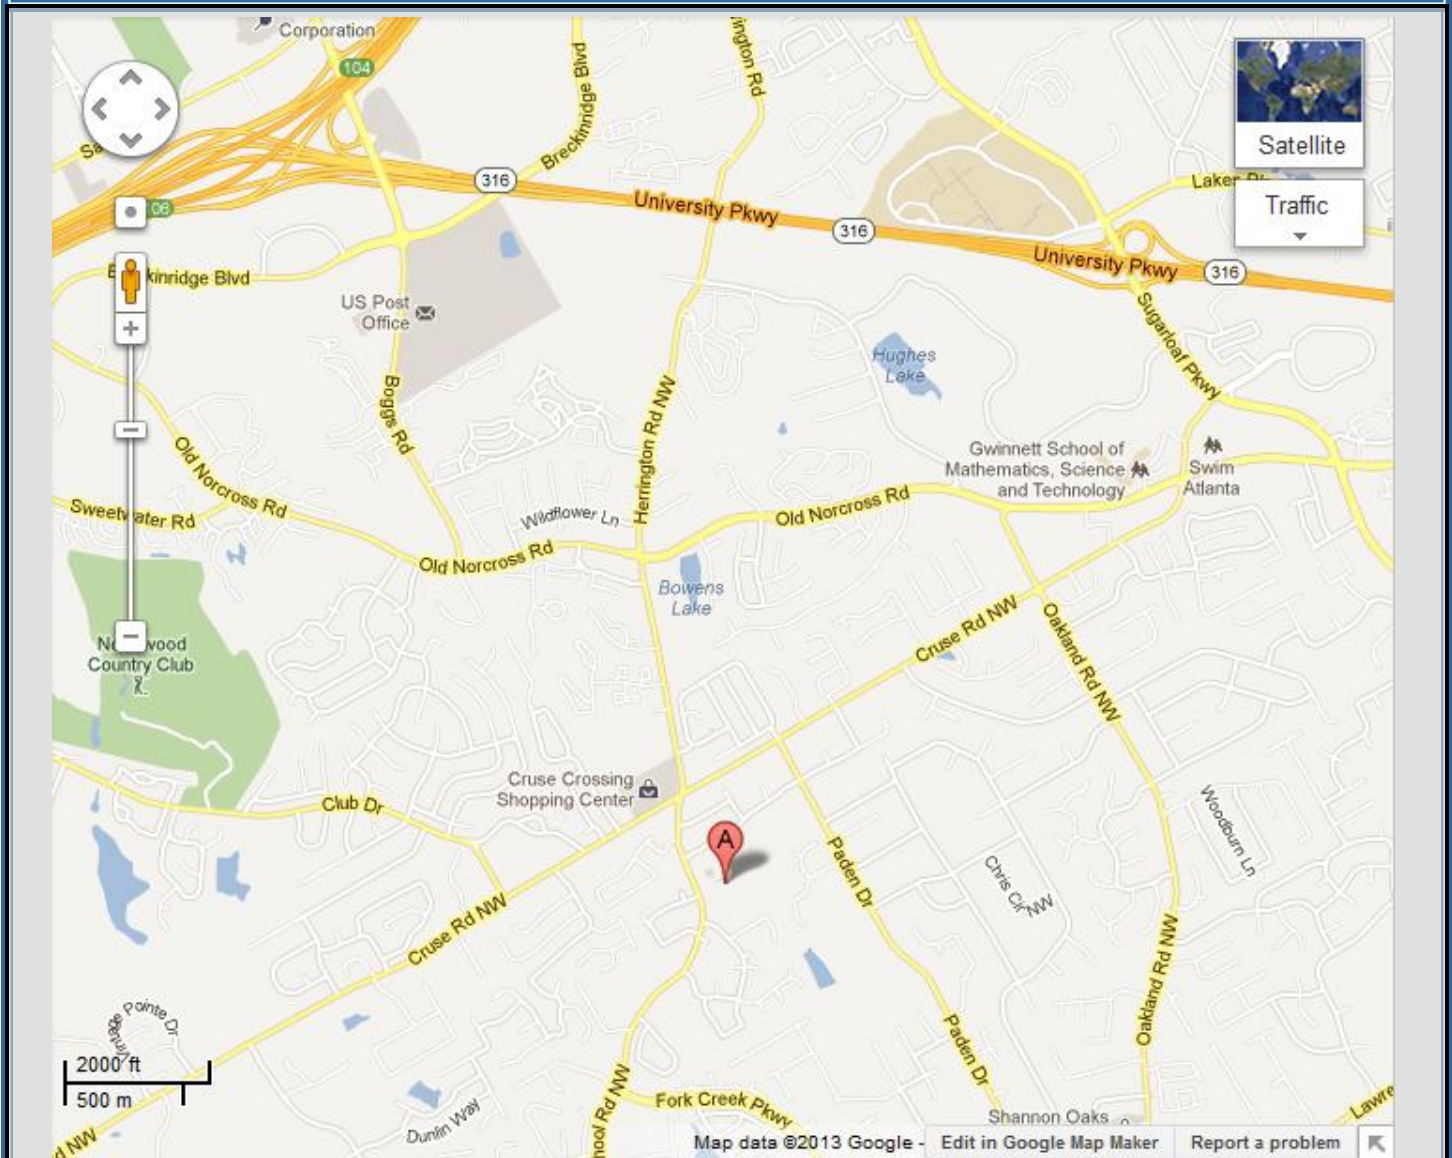 Corporation
104
Breckinridge Blvd
316
University Pkwy
316
University Pkwy
316
Satellite
Traffic
06
kinridge Blvd
US Post
Office
Boggs Rd
Herrington Rd NW
Hughes
Lake
Sugarloaf Pkwy
Old Norcross Rd
Sweetwater Rd
Wildflower Ln
Old Norcross Rd
Old Norcross Rd
Gwinnett School of
Mathematics, Science
and Technology
Swim
Atlanta
Bowens
Lake
Country Club
Cruse Rd NW
Oakland Rd NW
Cruse Crossing
Shopping Center
Club Dr
A
Paden Dr
Chris Cir NW
Woodburn Ln
Cruse Rd NW
Oakland Rd NW
Pointe Dr
Paden Dr
2000 ft
500 m
Dunlin Way
Fork Creek Pkwy
Shannon Oaks
Map data ©2013 Google -
Edit in Google Map Maker
Report a problem